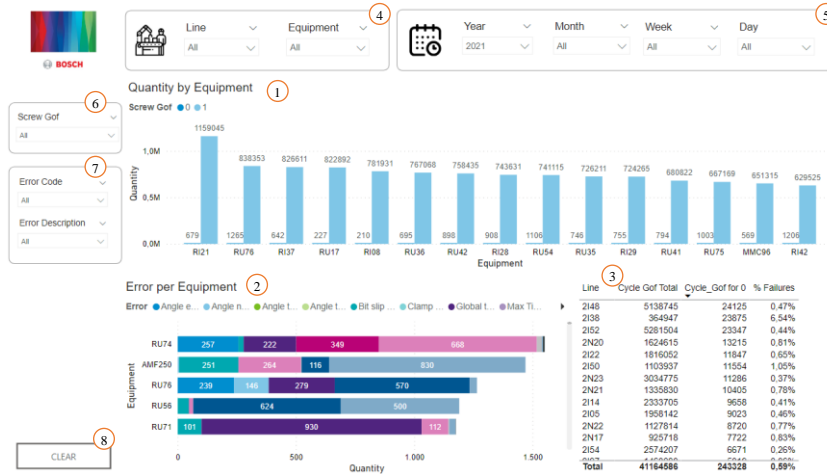 BOSCH
Line
All
Equipment
All
4
Year
2021
Month
All
Week
All
Day
All
5
6
Screw Gof
All
7
Error Code
All
Error Description
All
8
CLEAR
Quantity by Equipment
1
Screw Gof 0 1
Quantity
1,0M
0,5M
0,0M
1159045
838353
826611
822892
781931
767068
758435
743631
741115
726211
724265
680822
667169
651315
629525
679
1265
642
227
210
695
898
908
1106
746
755
794
1003
569
1206
RI21 RU76 RI37 RU17 RI08 RU36 RU42 RI28 RU54 RU35 RI29 RU41 RU75 MMC96 RI42
Equipment
Error per Equipment
2
Error Angle e... Angle n... Angle t... Angle t... Bit slip ... Clamp ... Global t... Max Ti...
Equipment
RU74 257 222 349 668
AMF250 251 264 116 830
RU76 239 146 279 570
RU56 624 500
RU71 101 930 112
0 500 1.000 1.500
Quantity
3
Line Cycle Gof Total Cycle_Gof for 0 % Failures
2I48 5138745 24125 0,47%
2I38 364947 23875 6,54%
2I52 5281504 23347 0,44%
2N20 1624615 13215 0,81%
2I22 1816052 11847 0,65%
2I50 1103937 11554 1,05%
2N23 3034775 11286 0,37%
2N21 1335830 10405 0,78%
2I14 2333705 9658 0,41%
2I05 1958142 9023 0,46%
2N22 1127814 8720 0,77%
2N17 925718 7722 0,83%
2I54 2574207 6671 0,26%
Total 41164586 243328 0,59%